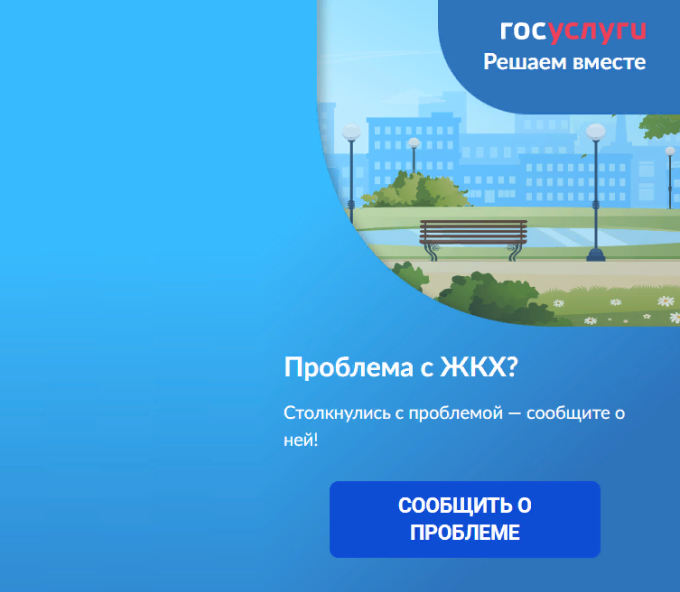 госуслуги
Решаем вместе
Проблема с ЖКХ?
Столкнулись с проблемой — сообщите о
ней!
СООБЩИТЬ О
ПРОБЛЕМЕ